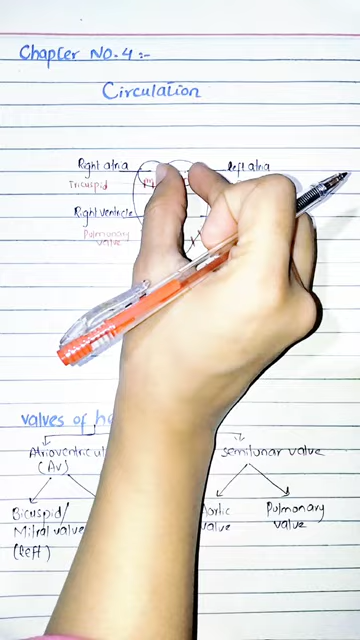 Chapter NO.4:-
Circulation
Right atria
left atria
Tricuspid
Right ventricle
Pulmonary
valve
valves of
semilunar valve
(AV)
Bicuspid/
Mitral valve
(left)
Aortic
valve
Pulmonary
valve